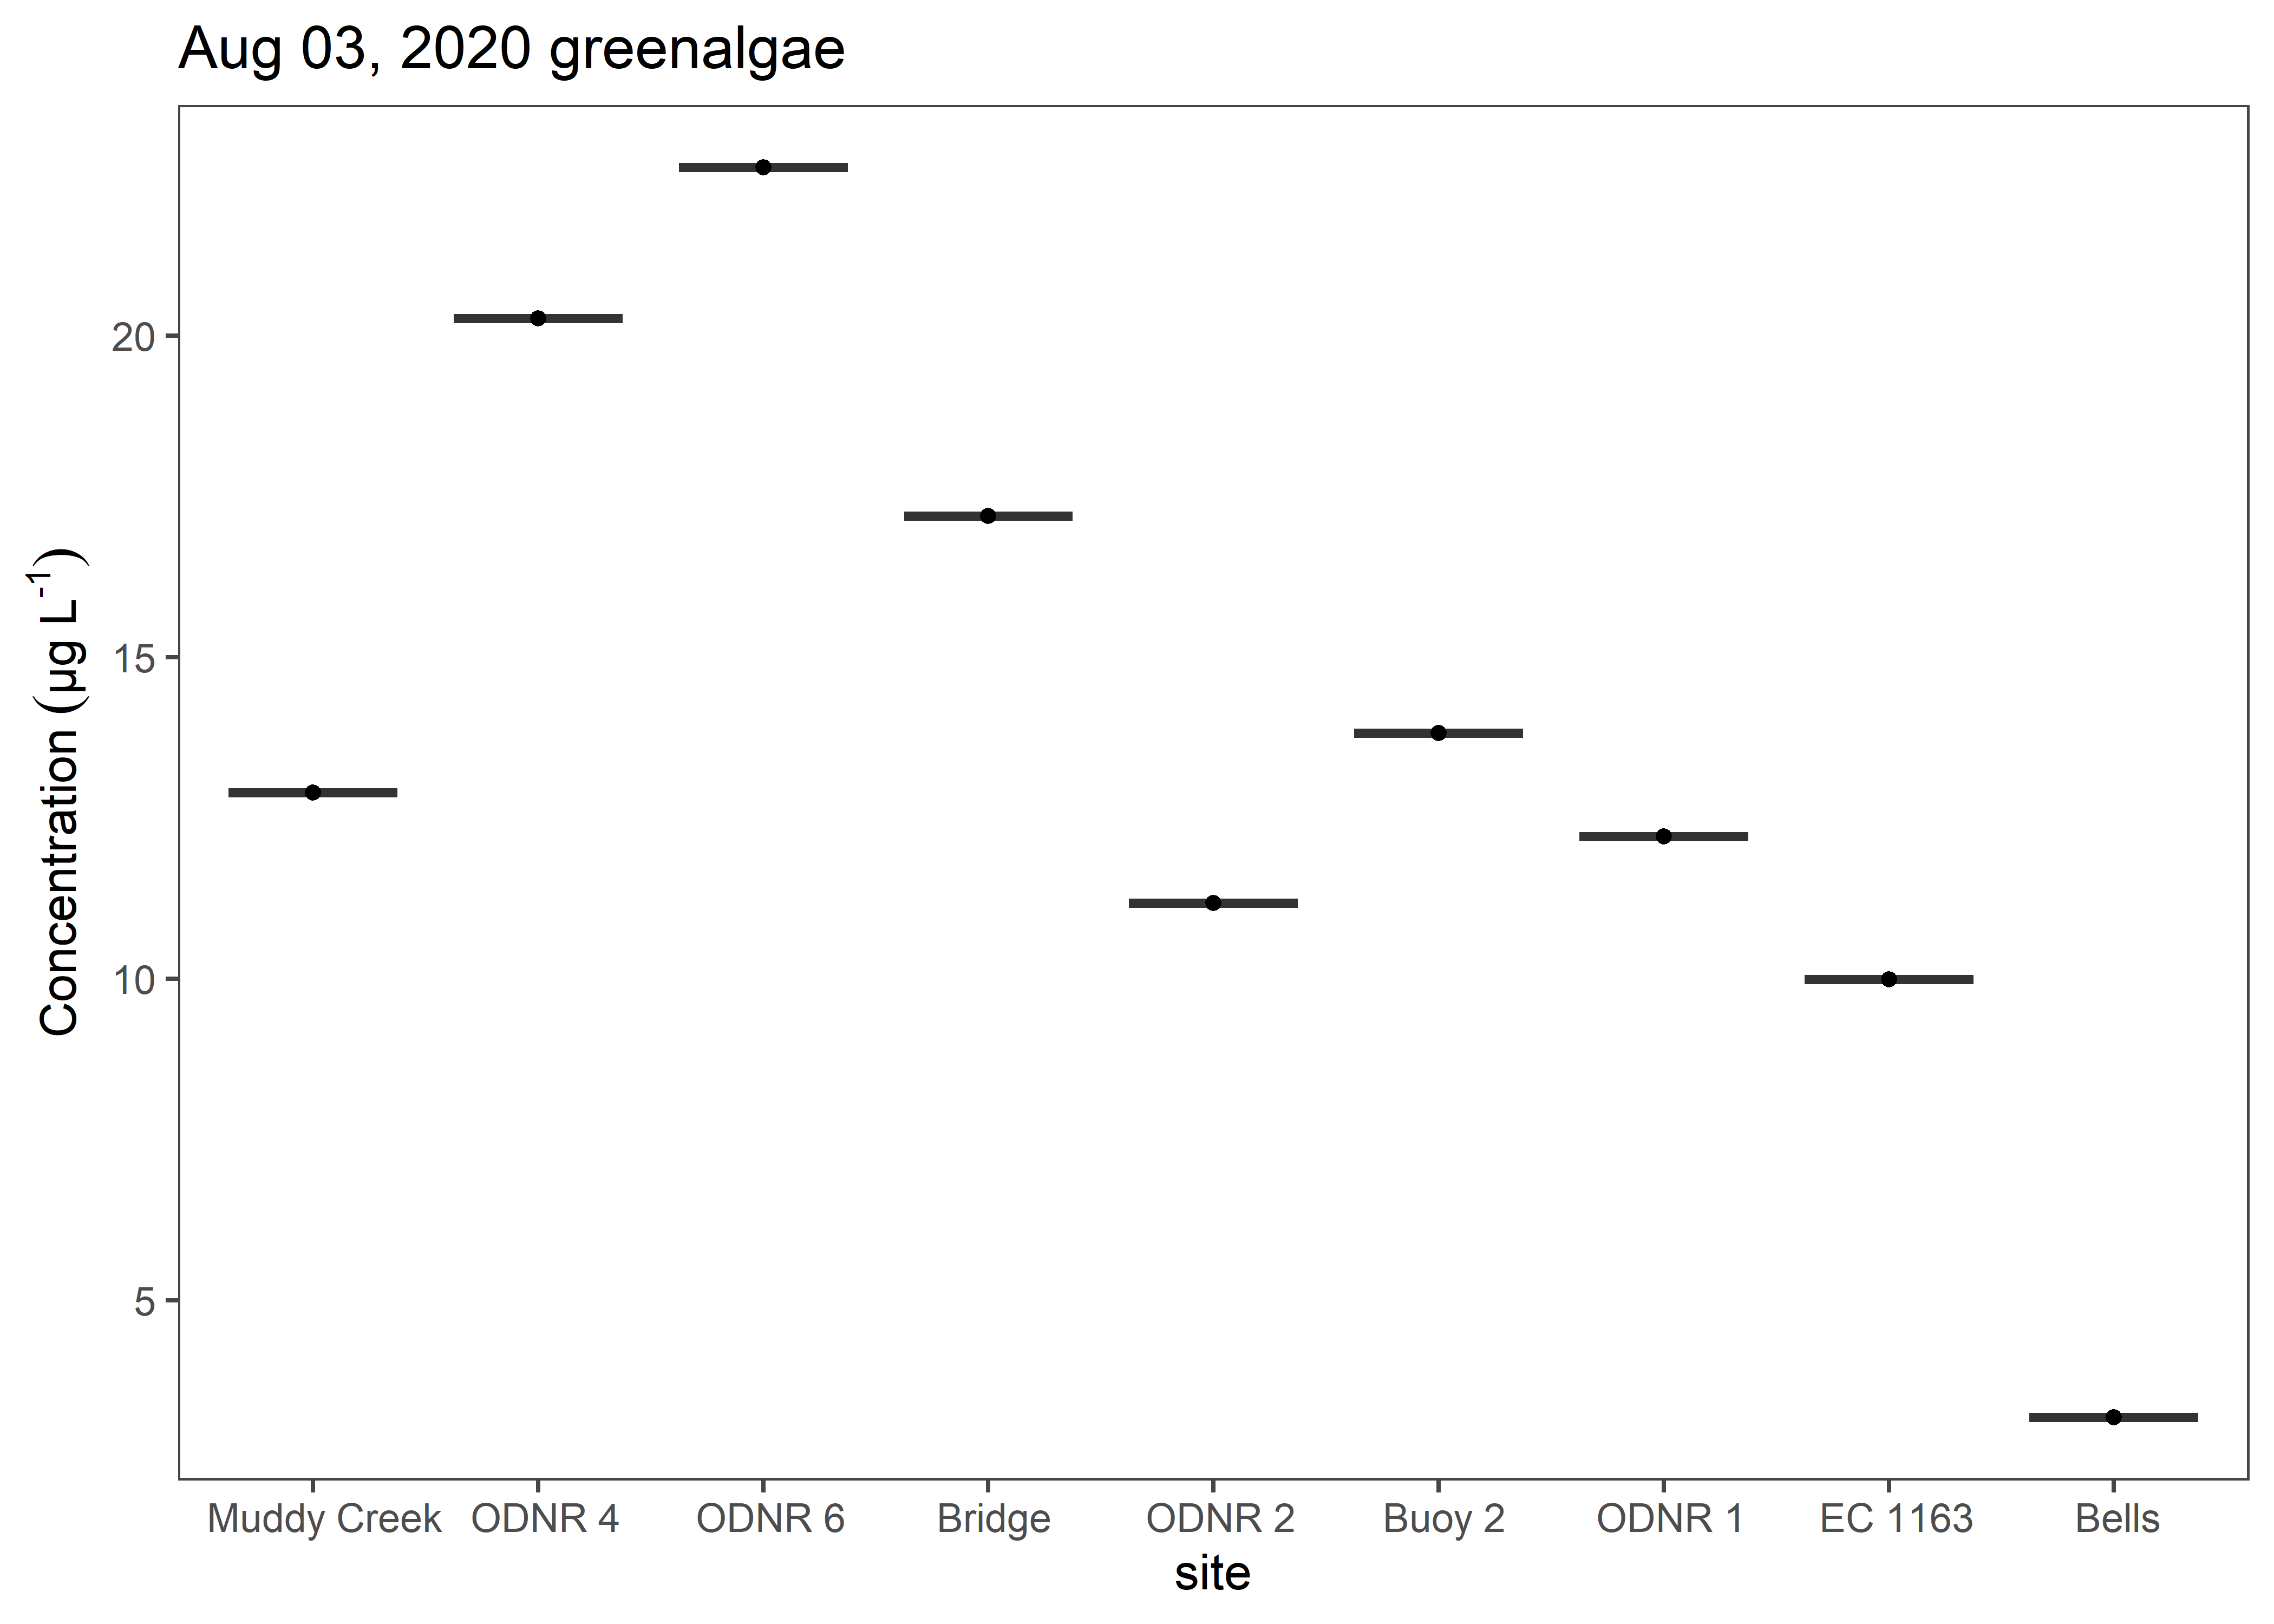 Aug 03, 2020 greenalgae
Concentration (µg L⁻¹)
20
15
10
5
Muddy Creek ODNR 4 ODNR 6 Bridge ODNR 2 Buoy 2 ODNR 1 EC 1163 Bells
site